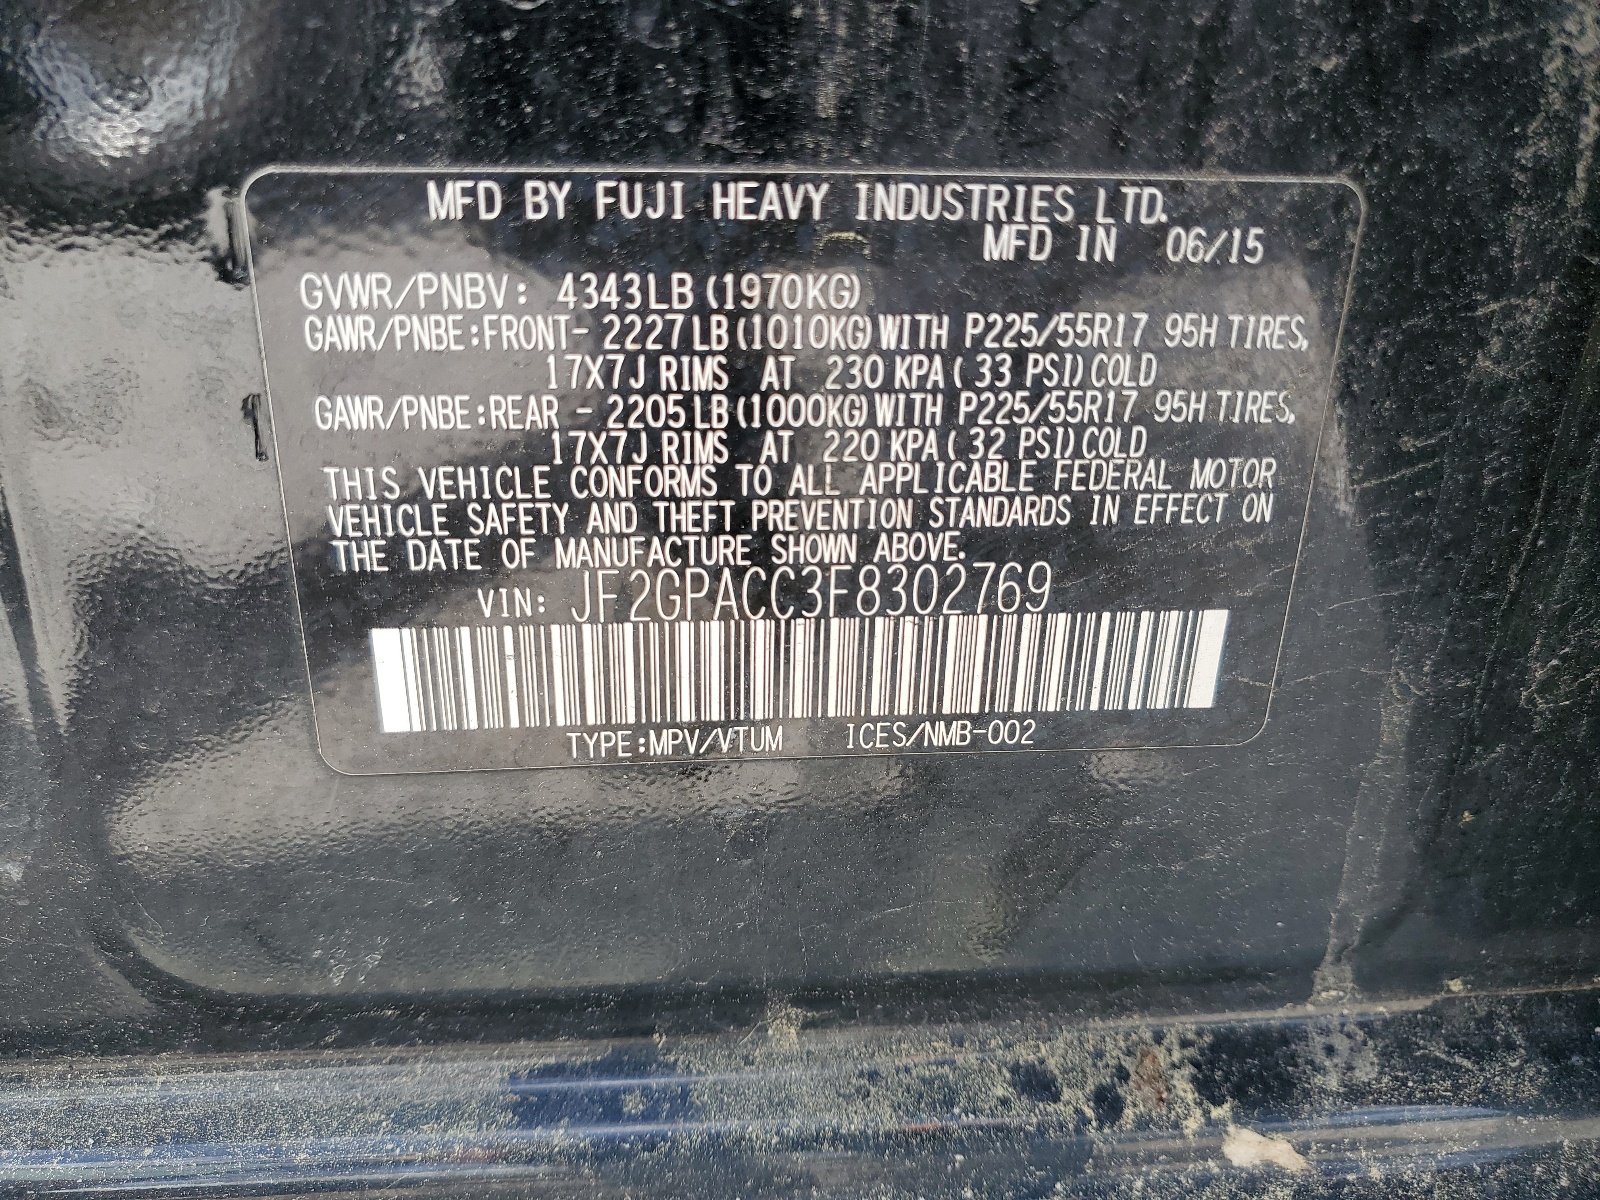 MFD BY FUJI HEAVY INDUSTRIES LTD.
MFD IN 06/15
GVWR/PNBV: 4343LB (1970KG)
GAWR/PNBE:FRONT- 2227LB(1010KG)WITH P225/55R17 95H TIRES,
17X7J RIMS AT 230 KPA( 33 PSI)COLD
GAWR/PNBE:REAR - 2205LB(1000KG)WITH P225/55R17 95H TIRES,
17X7J RIMS AT 220 KPA( 32 PSI)COLD
THIS VEHICLE CONFORMS TO ALL APPLICABLE FEDERAL MOTOR
VEHICLE SAFETY AND THEFT PREVENTION STANDARDS IN EFFECT ON
THE DATE OF MANUFACTURE SHOWN ABOVE.
VIN: JF2GPACC3F8302769
TYPE:MPV/VTUM ICES/NMB-002